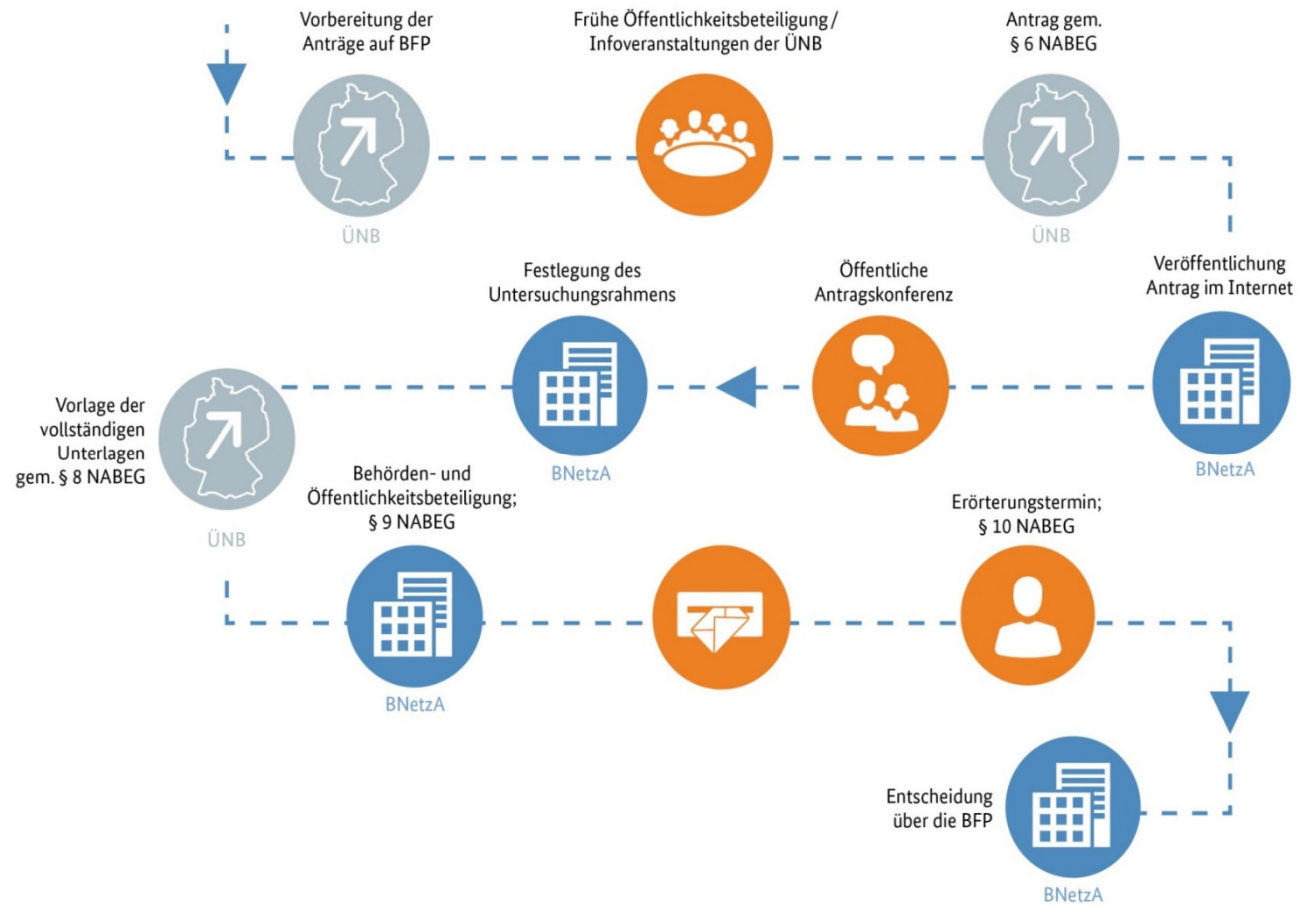 Vorbereitung der
Anträge auf BFP
ÜNB
Frühe Öffentlichkeitsbeteiligung /
Infoveranstaltungen der ÜNB
Antrag gem.
§ 6 NABEG
ÜNB
Veröffentlichung
Antrag im Internet
BNetzA
Öffentliche
Antragskonferenz
Festlegung des
Untersuchungsrahmens
BNetzA
Vorlage der
vollständigen
Unterlagen
gem. § 8 NABEG
ÜNB
Behörden- und
Öffentlichkeitsbeteiligung;
§ 9 NABEG
BNetzA
Erörterungstermin;
§ 10 NABEG
Entscheidung
über die BFP
BNetzA